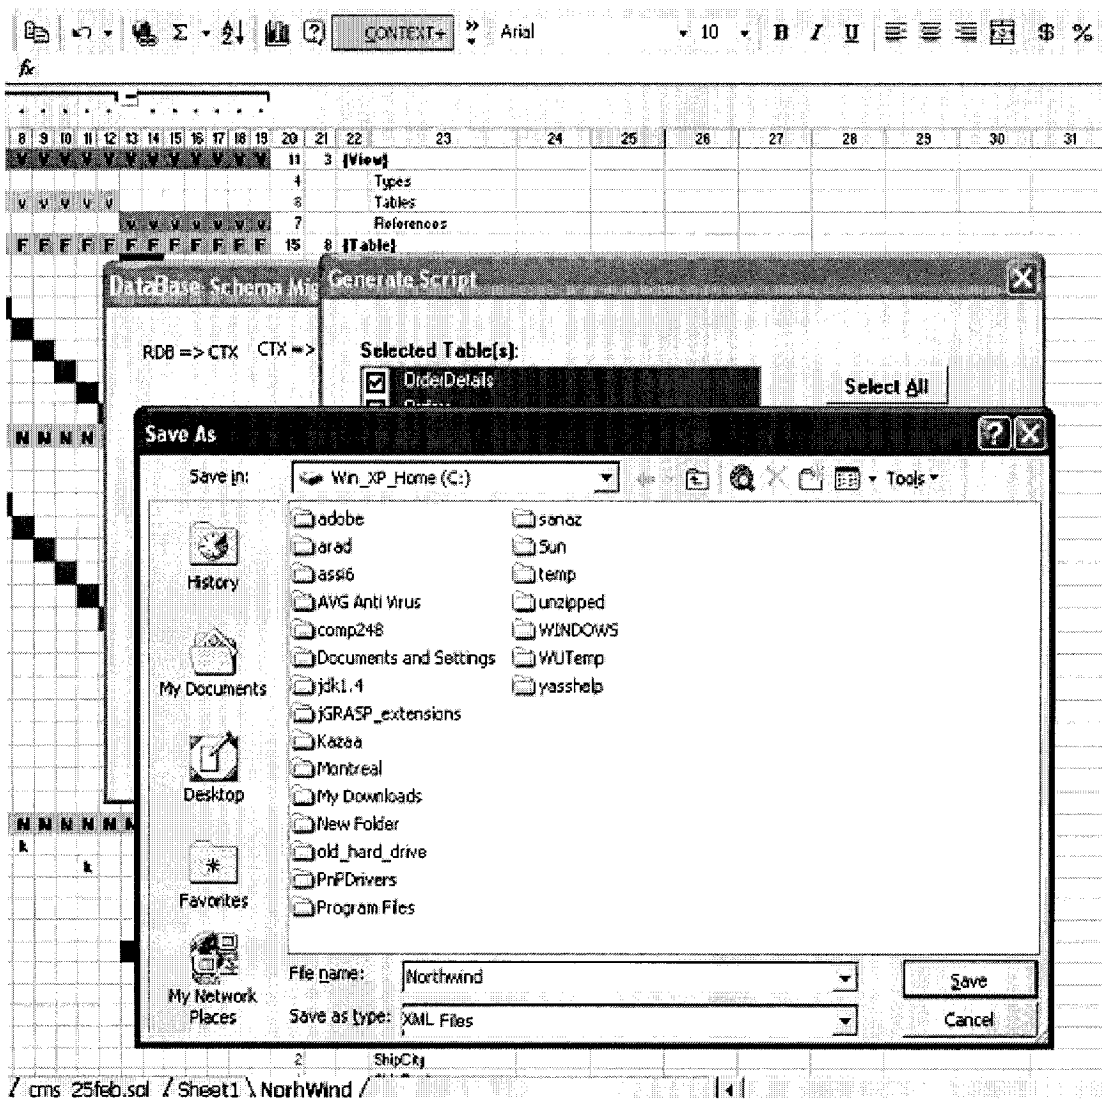 Σ CONTEXT+ » Arial 10 B I U $ %
fx
8 9 10 11 12 13 14 15 16 17 18 19 20 21 22 23 24 25 26 27 28 29 30 31
V V V V V V V V V V V V 11 3 {View}
4 Types
v v v v v 6 Tables
v v v v v v v 7 References
F F F F F F F F F F F F 15 8 {Table}
DataBase Schema Mig
Generate Script
RDB => CTX CTX =>
Selected Table(s):
OrderDetails
Select All
Orders
N N N N
Save As
Save in:
Win_XP_Home (C:)
Tools
History
My Documents
Desktop
Favorites
My Network
Places
adobe
arad
assi6
AVG Anti Virus
comp248
Documents and Settings
jdk1.4
jGRASP_extensions
Kazaa
Montreal
My Downloads
New Folder
old_hard_drive
PnPDrivers
Program Files
sanaz
Sun
temp
unzipped
WINDOWS
WUTemp
yasshelp
N N N N N N
k
k
File name:
Northwind
Save
Save as type:
XML Files
Cancel
2 ShipCity
cms_25feb.sql / Sheet1 \ NorhWind /